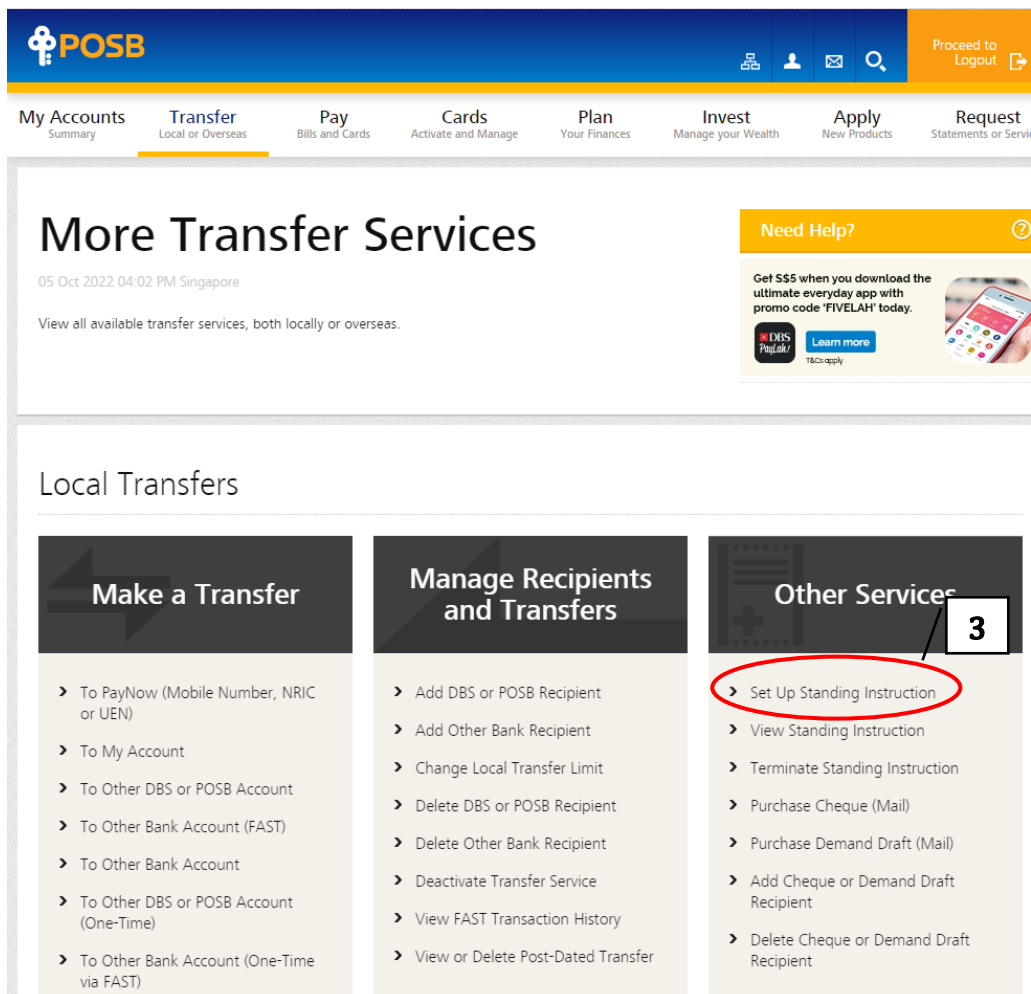 POSB
Proceed to
Logout
My Accounts
Summary
Transfer
Local or Overseas
Pay
Bills and Cards
Cards
Activate and Manage
Plan
Your Finances
Invest
Manage your Wealth
Apply
New Products
Request
Statements or Servi
More Transfer Services
05 Oct 2022 04:02 PM Singapore
View all available transfer services, both locally or overseas.
Need Help?
Get S$5 when you download the
ultimate everyday app with
promo code 'FIVELAH' today.
DBS
PayLah!
Learn more
T&Cs apply
Local Transfers
Make a Transfer
To PayNow (Mobile Number, NRIC
or UEN)
To My Account
To Other DBS or POSB Account
To Other Bank Account (FAST)
To Other Bank Account
To Other DBS or POSB Account
(One-Time)
To Other Bank Account (One-Time
via FAST)
Manage Recipients
and Transfers
Add DBS or POSB Recipient
Add Other Bank Recipient
Change Local Transfer Limit
Delete DBS or POSB Recipient
Delete Other Bank Recipient
Deactivate Transfer Service
View FAST Transaction History
View or Delete Post-Dated Transfer
Other Services
3
Set Up Standing Instruction
View Standing Instruction
Terminate Standing Instruction
Purchase Cheque (Mail)
Purchase Demand Draft (Mail)
Add Cheque or Demand Draft
Recipient
Delete Cheque or Demand Draft
Recipient